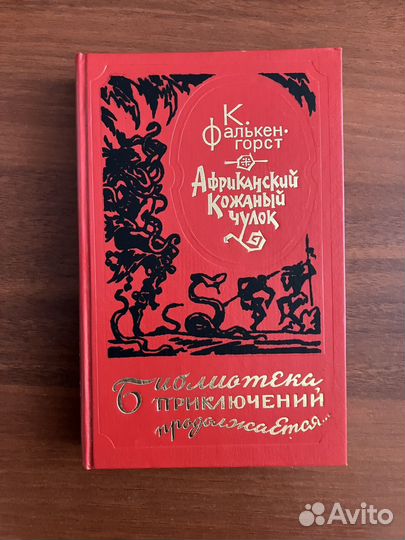 К.
Фалькен-
горст
Африканский
Кожаный
чулок
Библиотека
приключений
продолжается...
Avito